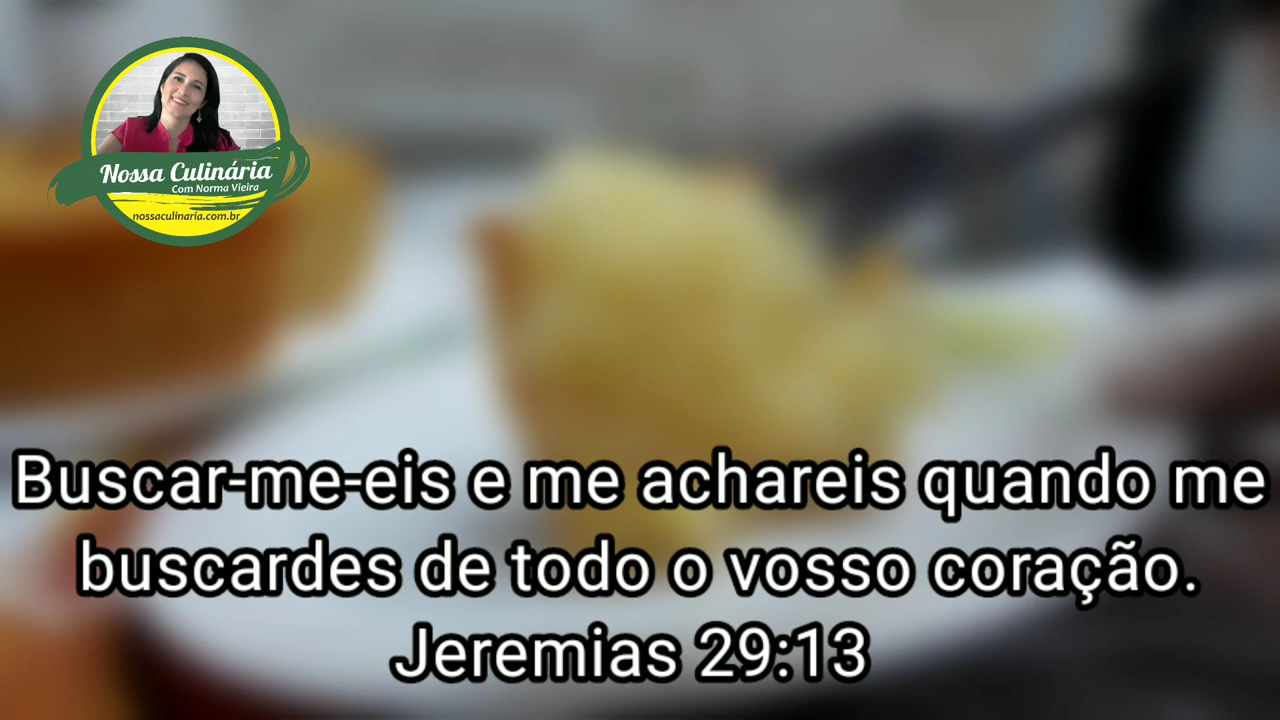 Nossa Culinária
Com Norma Vieira
nossaculinaria.com.br
Buscar-me-eis e me achareis quando me
buscardes de todo o vosso coração.
Jeremias 29:13